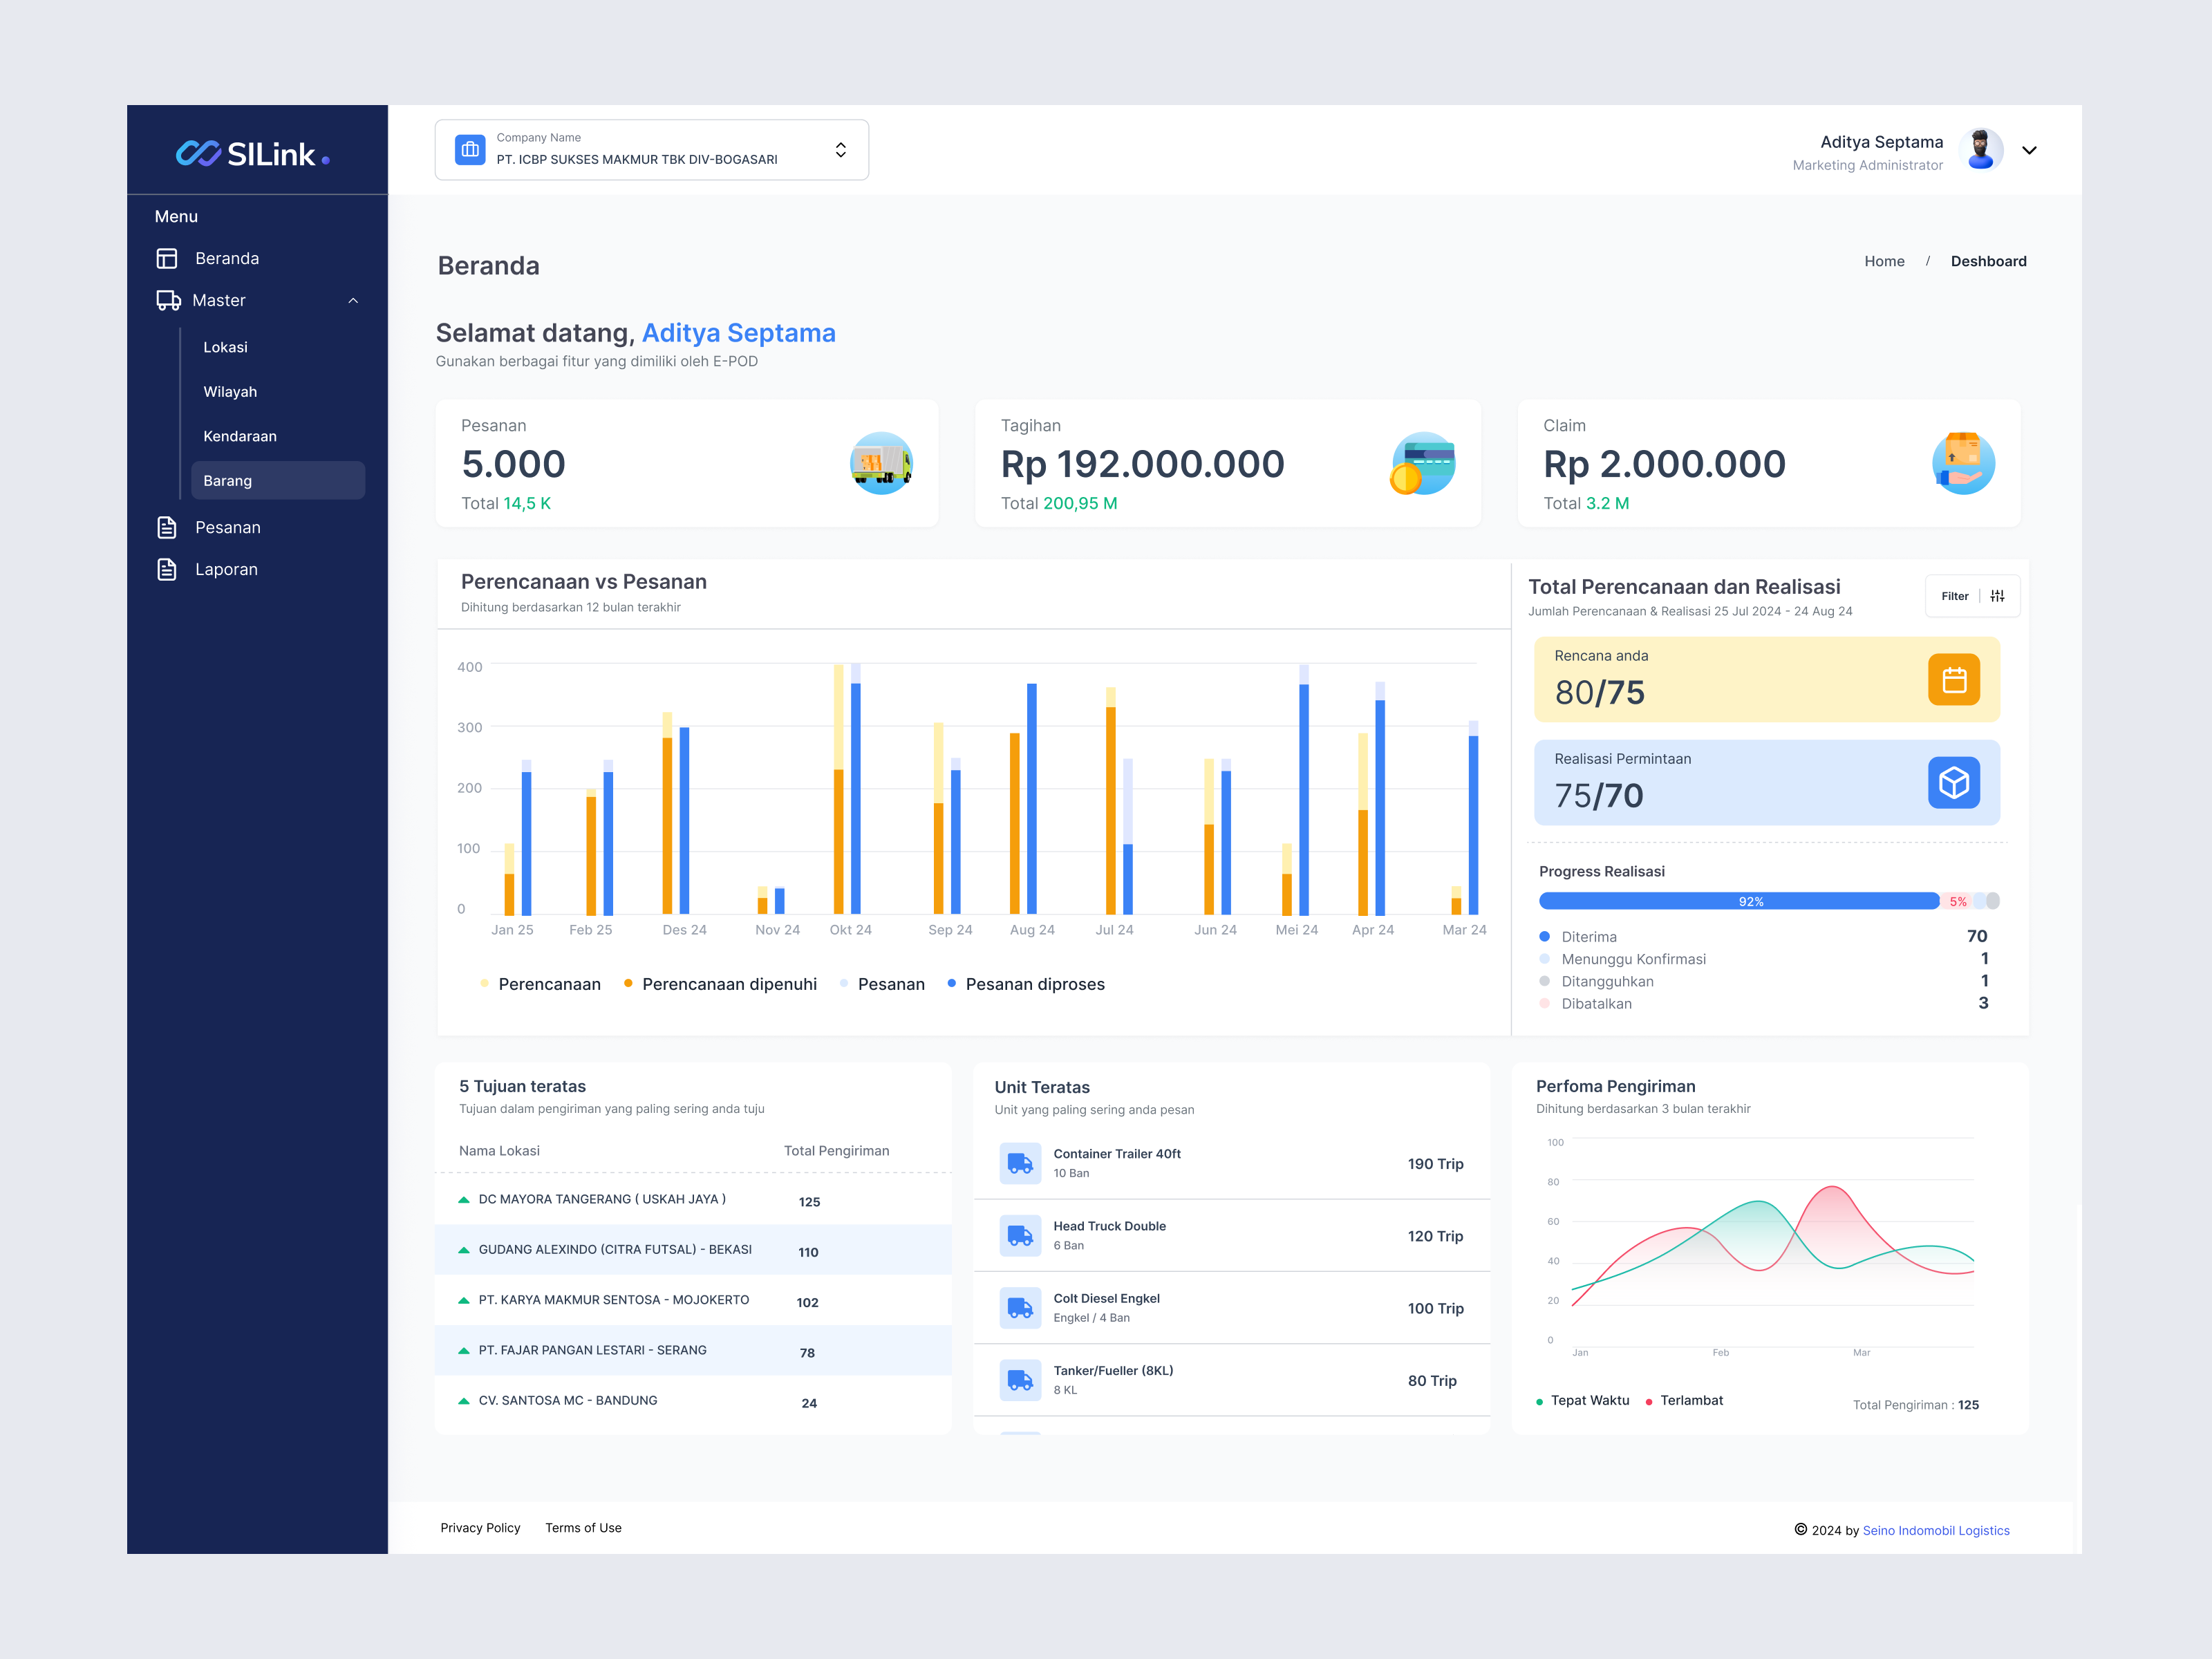 SILink
Menu
Beranda
Master
Lokasi
Wilayah
Kendaraan
Barang
Pesanan
Laporan
Company Name
PT. ICBP SUKSES MAKMUR TBK DIV-BOGASARI
Aditya Septama
Marketing Administrator
Beranda
Home / Deshboard
Selamat datang, Aditya Septama
Gunakan berbagai fitur yang dimiliki oleh E-POD
Pesanan
5.000
Total 14,5 K
Tagihan
Rp 192.000.000
Total 200,95 M
Claim
Rp 2.000.000
Total 3.2 M
Perencanaan vs Pesanan
Dihitung berdasarkan 12 bulan terakhir
400
300
200
100
0
Jan 25 Feb 25 Des 24 Nov 24 Okt 24 Sep 24 Aug 24 Jul 24 Jun 24 Mei 24 Apr 24 Mar 24
Perencanaan Perencanaan dipenuhi Pesanan Pesanan diproses
Total Perencanaan dan Realisasi
Jumlah Perencanaan & Realisasi 25 Jul 2024 - 24 Aug 24
Filter
Rencana anda
80/75
Realisasi Permintaan
75/70
Progress Realisasi
92% 5%
Diterima 70
Menunggu Konfirmasi 1
Ditangguhkan 1
Dibatalkan 3
5 Tujuan teratas
Tujuan dalam pengiriman yang paling sering anda tuju
Nama Lokasi Total Pengiriman
DC MAYORA TANGERANG ( USKAH JAYA ) 125
GUDANG ALEXINDO (CITRA FUTSAL) - BEKASI 110
PT. KARYA MAKMUR SENTOSA - MOJOKERTO 102
PT. FAJAR PANGAN LESTARI - SERANG 78
CV. SANTOSA MC - BANDUNG 24
Unit Teratas
Unit yang paling sering anda pesan
Container Trailer 40ft
10 Ban
190 Trip
Head Truck Double
6 Ban
120 Trip
Colt Diesel Engkel
Engkel / 4 Ban
100 Trip
Tanker/Fueller (8KL)
8 KL
80 Trip
Perfoma Pengiriman
Dihitung berdasarkan 3 bulan terakhir
100
80
60
40
20
0
Jan Feb Mar
Tepat Waktu Terlambat
Total Pengiriman : 125
Privacy Policy Terms of Use
© 2024 by Seino Indomobil Logistics